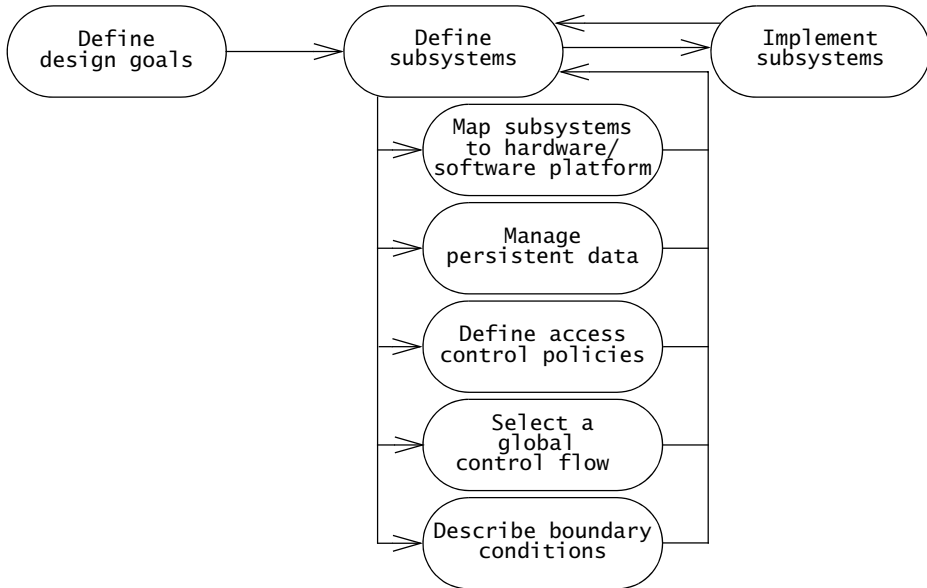 Define
design goals
Define
subsystems
Implement
subsystems
Map subsystems
to hardware/
software platform
Manage
persistent data
Define access
control policies
Select a
global
control flow
Describe boundary
conditions